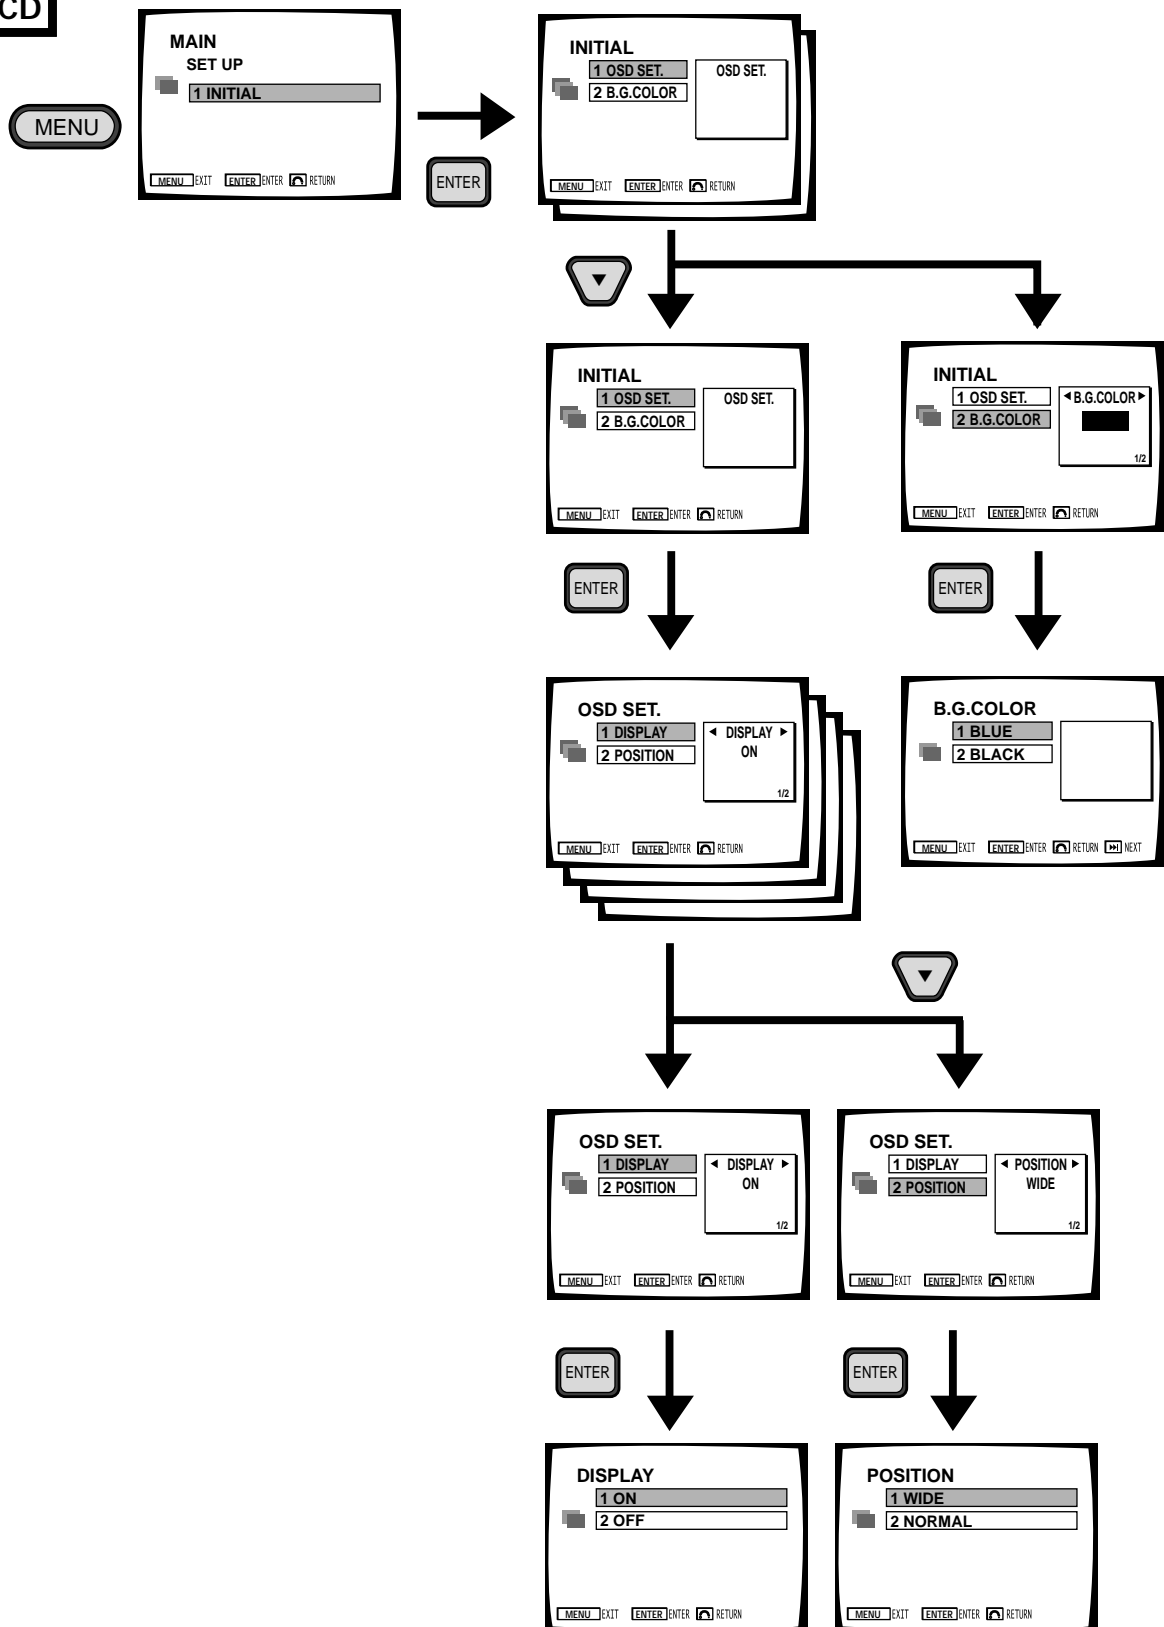 CD
MENU
MAIN
SET UP
1 INITIAL
MENU EXIT ENTER ENTER RETURN
ENTER
INITIAL
1 OSD SET.
2 B.G.COLOR
OSD SET.
MENU EXIT ENTER ENTER RETURN
INITIAL
1 OSD SET.
2 B.G.COLOR
OSD SET.
MENU EXIT ENTER ENTER RETURN
INITIAL
1 OSD SET.
2 B.G.COLOR
◀ B.G.COLOR ▶
1/2
MENU EXIT ENTER ENTER RETURN
ENTER
ENTER
OSD SET.
1 DISPLAY
2 POSITION
◀ DISPLAY ▶
ON
1/2
MENU EXIT ENTER ENTER RETURN
B.G.COLOR
1 BLUE
2 BLACK
MENU EXIT ENTER ENTER RETURN NEXT
OSD SET.
1 DISPLAY
2 POSITION
◀ DISPLAY ▶
ON
1/2
MENU EXIT ENTER ENTER RETURN
OSD SET.
1 DISPLAY
2 POSITION
◀ POSITION ▶
WIDE
1/2
MENU EXIT ENTER ENTER RETURN
ENTER
ENTER
DISPLAY
1 ON
2 OFF
MENU EXIT ENTER ENTER RETURN
POSITION
1 WIDE
2 NORMAL
MENU EXIT ENTER ENTER RETURN